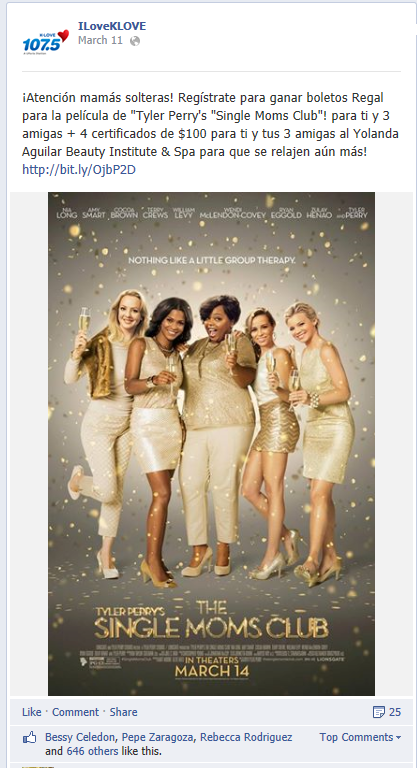 K-LOVE
107.5
ILoveKLOVE
March 11
¡Atención mamás solteras! Regístrate para ganar boletos Regal
para la película de "Tyler Perry's "Single Moms Club"! para ti y 3
amigas + 4 certificados de $100 para ti y tus 3 amigas al Yolanda
Aguilar Beauty Institute & Spa para que se relajen aún más!
http://bit.ly/OjbP2D
NIA LONG AMY SMART COCOA BROWN TERRY CREWS WILLIAM LEVY WENDI McLENDON-COVEY RYAN EGGOLD ZULAY HENAO AND TYLER PERRY
NOTHING LIKE A LITTLE GROUP THERAPY.
TYLER PERRY'S THE
SINGLE MOMS CLUB
IN THEATERS
MARCH 14
LIONSGATE
Like · Comment · Share 25
Bessy Celedon, Pepe Zaragoza, Rebecca Rodriguez Top Comments
and 646 others like this.